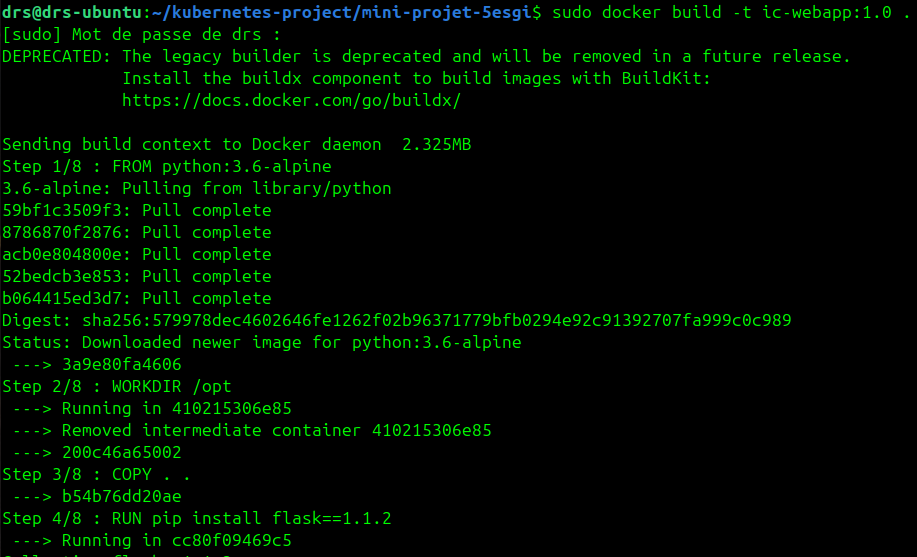 drs@drs-ubuntu:~/kubernetes-project/mini-projet-5esgi$ sudo docker build -t ic-webapp:1.0 .
[sudo] Mot de passe de drs :
DEPRECATED: The legacy builder is deprecated and will be removed in a future release.
            Install the buildx component to build images with BuildKit:
            https://docs.docker.com/go/buildx/

Sending build context to Docker daemon  2.325MB
Step 1/8 : FROM python:3.6-alpine
3.6-alpine: Pulling from library/python
59bf1c3509f3: Pull complete
8786870f2876: Pull complete
acb0e804800e: Pull complete
52bedcb3e853: Pull complete
b064415ed3d7: Pull complete
Digest: sha256:579978dec4602646fe1262f02b96371779bfb0294e92c91392707fa999c0c989
Status: Downloaded newer image for python:3.6-alpine
 ---> 3a9e80fa4606
Step 2/8 : WORKDIR /opt
 ---> Running in 410215306e85
 ---> Removed intermediate container 410215306e85
 ---> 200c46a65002
Step 3/8 : COPY . .
 ---> b54b76dd20ae
Step 4/8 : RUN pip install flask==1.1.2
 ---> Running in cc80f09469c5